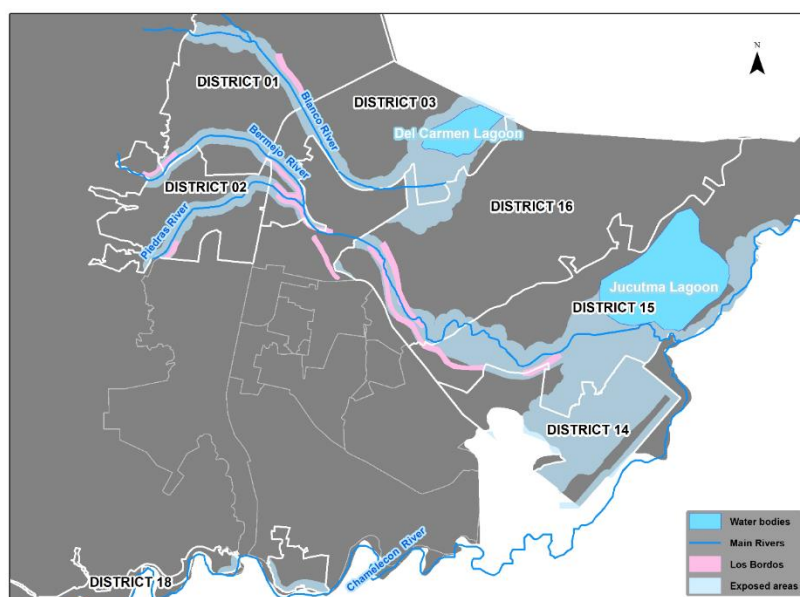 N
DISTRICT 01
DISTRICT 03
Blanco River
Del Carmen Lagoon
Bermejo River
DISTRICT 02
Piedras River
DISTRICT 16
Jucutma Lagoon
DISTRICT 15
DISTRICT 14
Chamelecon River
DISTRICT 18
Water bodies
Main Rivers
Los Bordos
Exposed areas